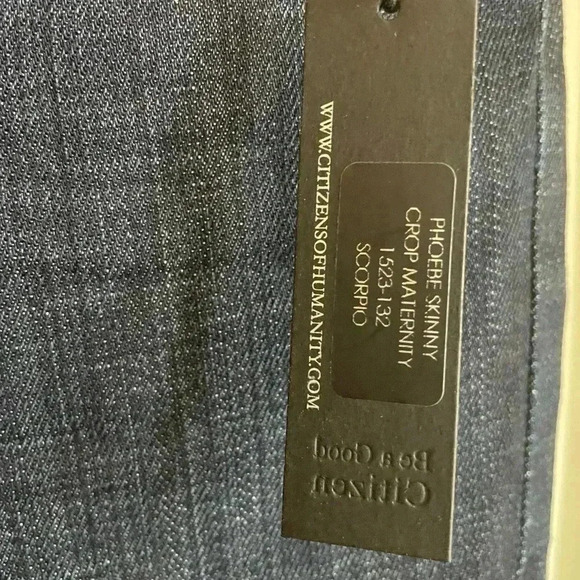 WWW.CITIZENSOFHUMANITY.COM
PHOEBE SKINNY
CROP MATERNITY
1523-132
SCORPIO
Be a Good
Citizen